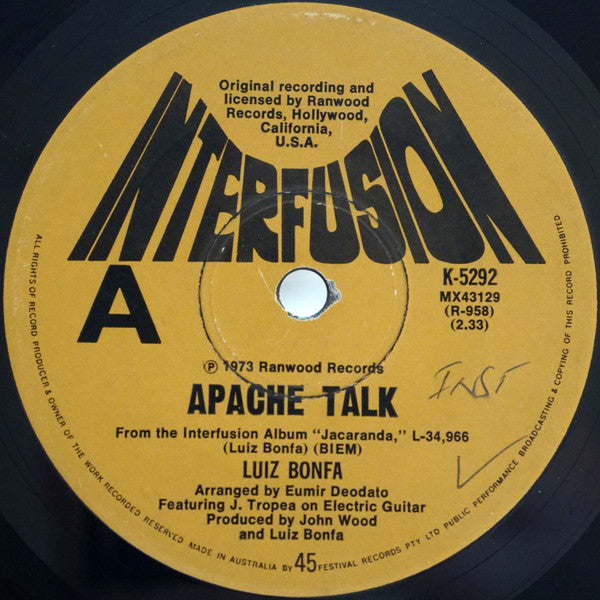 Original recording and
licensed by Ranwood
Records, Hollywood,
California,
U.S.A.
INTERFUSION
A
K-5292
MX43129
(R-958)
(2.33)
Ⓟ 1973 Ranwood Records
APACHE TALK
INST
From the Interfusion Album "Jacaranda," L-34,966
(Luiz Bonfa) (BIEM)
LUIZ BONFA
Arranged by Eumir Deodato
Featuring J. Tropea on Electric Guitar
Produced by John Wood
and Luiz Bonfa
45
ALL RIGHTS OF RECORD PRODUCER & OWNER OF THE WORK RECORDED RESERVED MADE IN AUSTRALIA BY FESTIVAL RECORDS PTY LTD PUBLIC PERFORMANCE BROADCASTING & COPYING OF THIS RECORD PROHIBITED